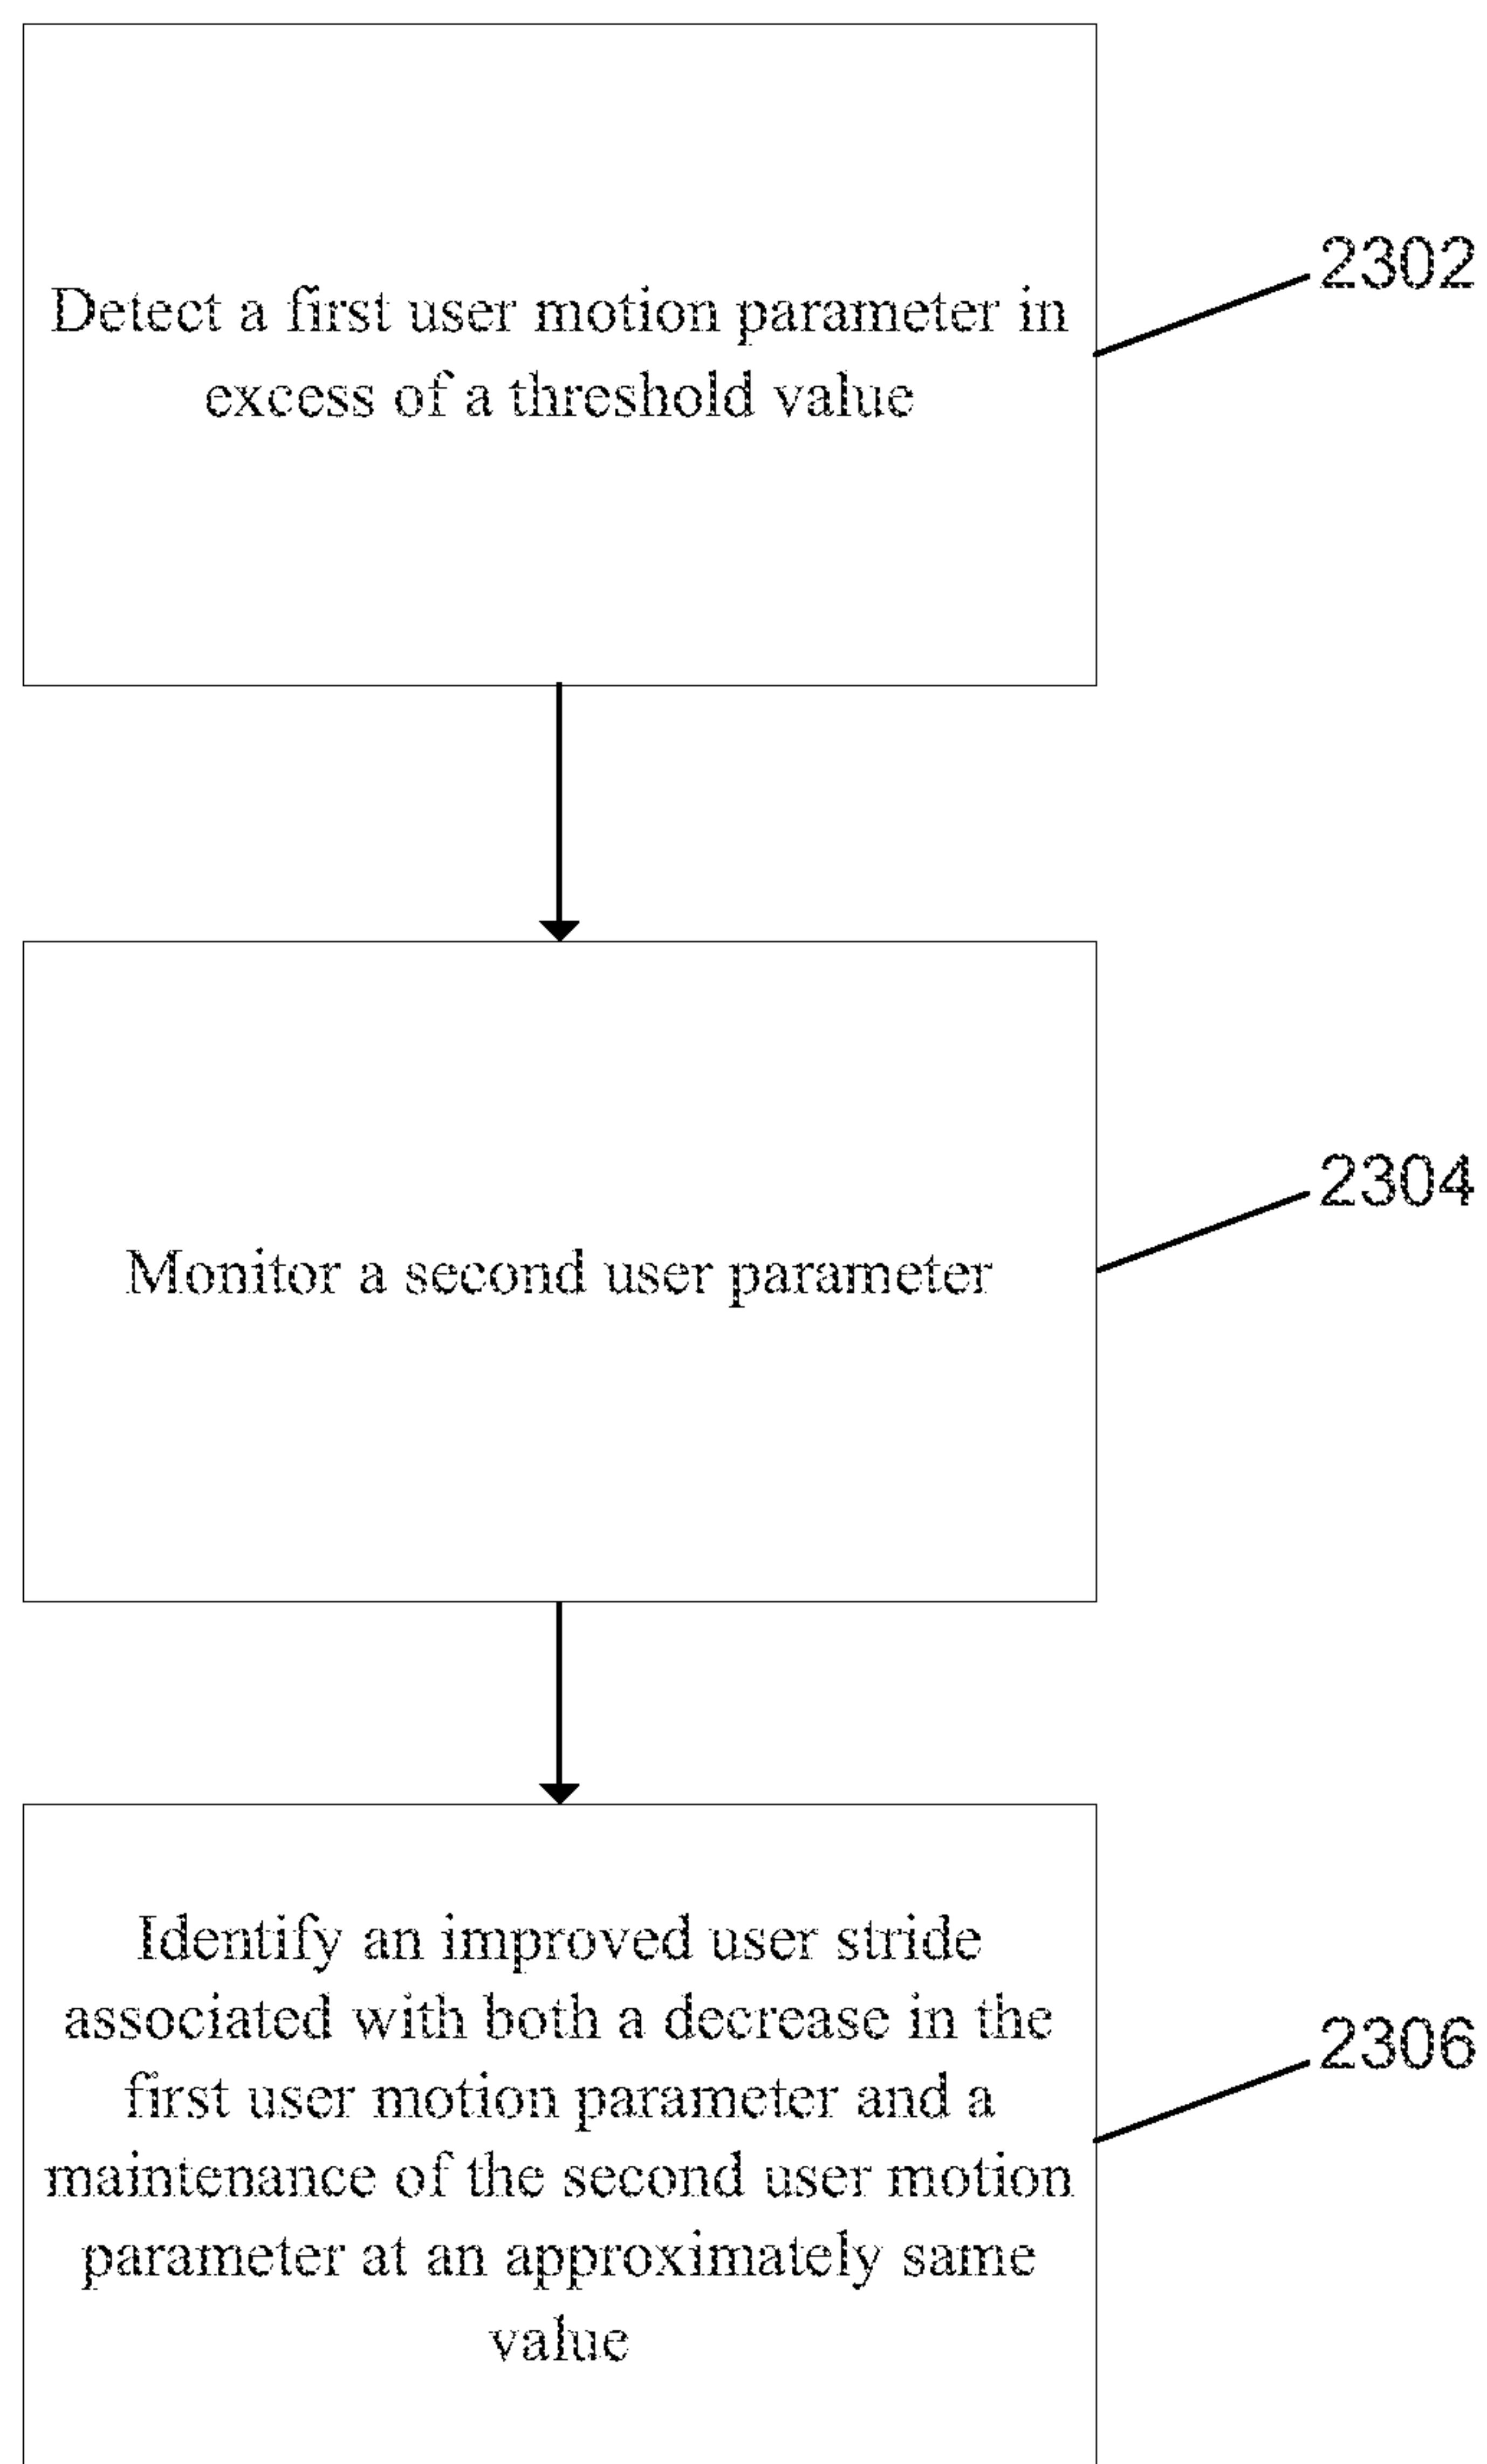 Detect a first user motion parameter in
excess of a threshold value
2302
Monitor a second user parameter
2304
Identify an improved user stride
associated with both a decrease in the
first user motion parameter and a
maintenance of the second user motion
parameter at an approximately same
value
2306